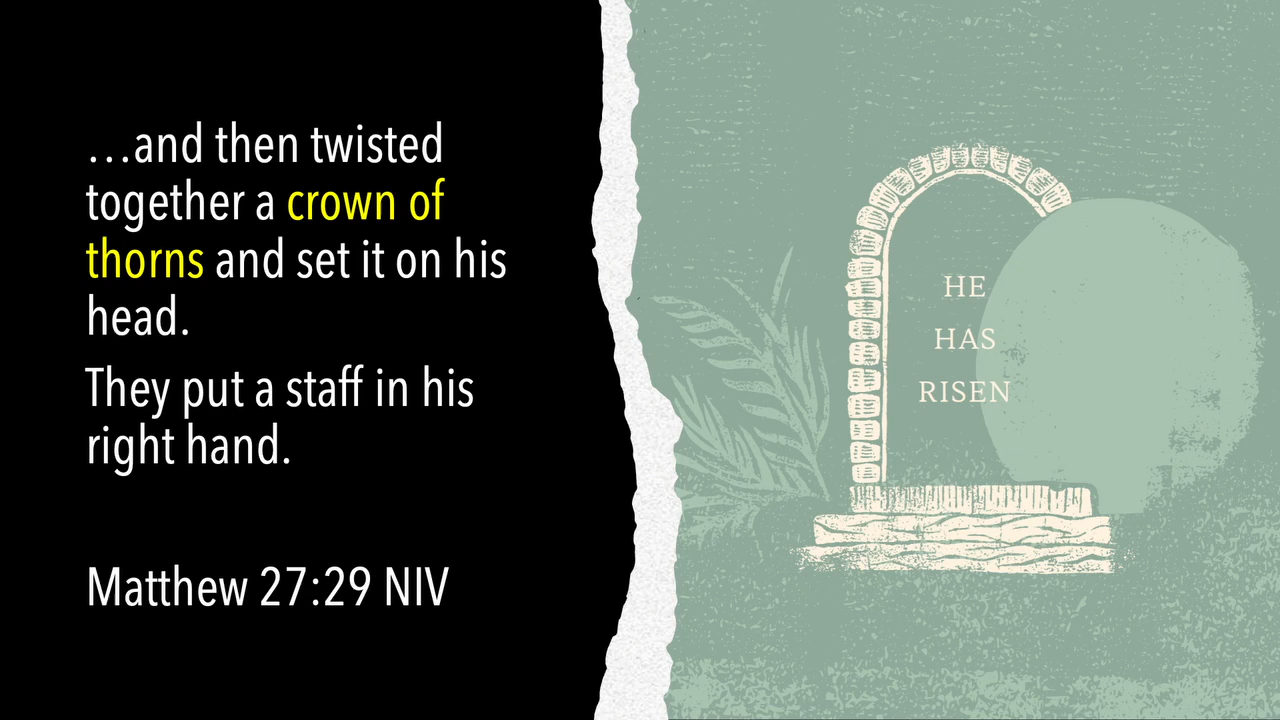 …and then twisted
together a crown of
thorns and set it on his
head.
They put a staff in his
right hand.
Matthew 27:29 NIV
HE
HAS
RISEN